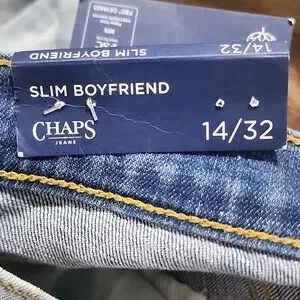 SLIM BOYFRIEND
14/32
SLIM BOYFRIEND
CHAPS
JEANS
14/32